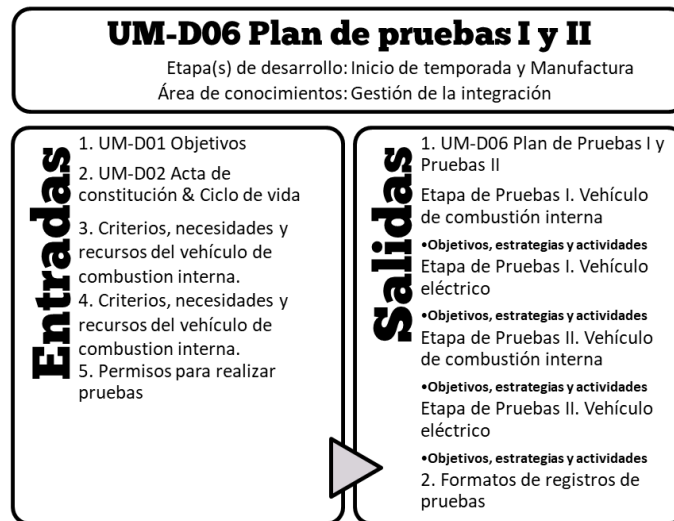 UM-D06 Plan de pruebas I y II
Etapa(s) de desarrollo: Inicio de temporada y Manufactura
Área de conocimientos: Gestión de la integración
Entradas
1. UM-D01 Objetivos
2. UM-D02 Acta de
constitución & Ciclo de vida
3. Criterios, necesidades y
recursos del vehículo de
combustion interna.
4. Criterios, necesidades y
recursos del vehículo de
combustion interna.
5. Permisos para realizar
pruebas
Salidas
1. UM-D06 Plan de Pruebas I y
Pruebas II
Etapa de Pruebas I. Vehículo
de combustión interna
•Objetivos, estrategias y actividades
Etapa de Pruebas I. Vehículo
eléctrico
•Objetivos, estrategias y actividades
Etapa de Pruebas II. Vehículo
de combustión interna
•Objetivos, estrategias y actividades
Etapa de Pruebas II. Vehículo
eléctrico
•Objetivos, estrategias y actividades
2. Formatos de registros de
pruebas